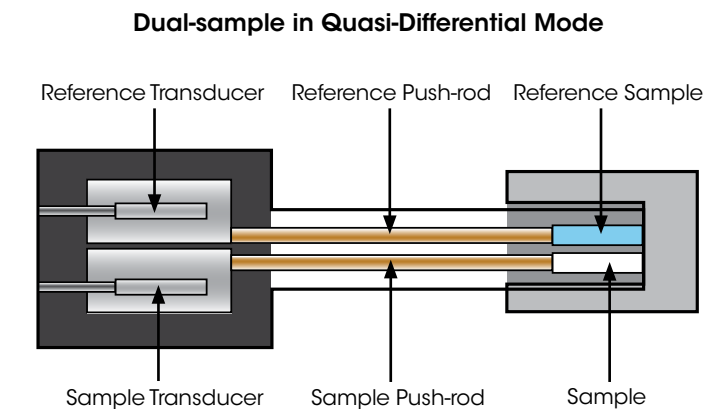 Dual-sample in Quasi-Differential Mode
Reference Transducer
Reference Push-rod
Reference Sample
Sample Transducer
Sample Push-rod
Sample